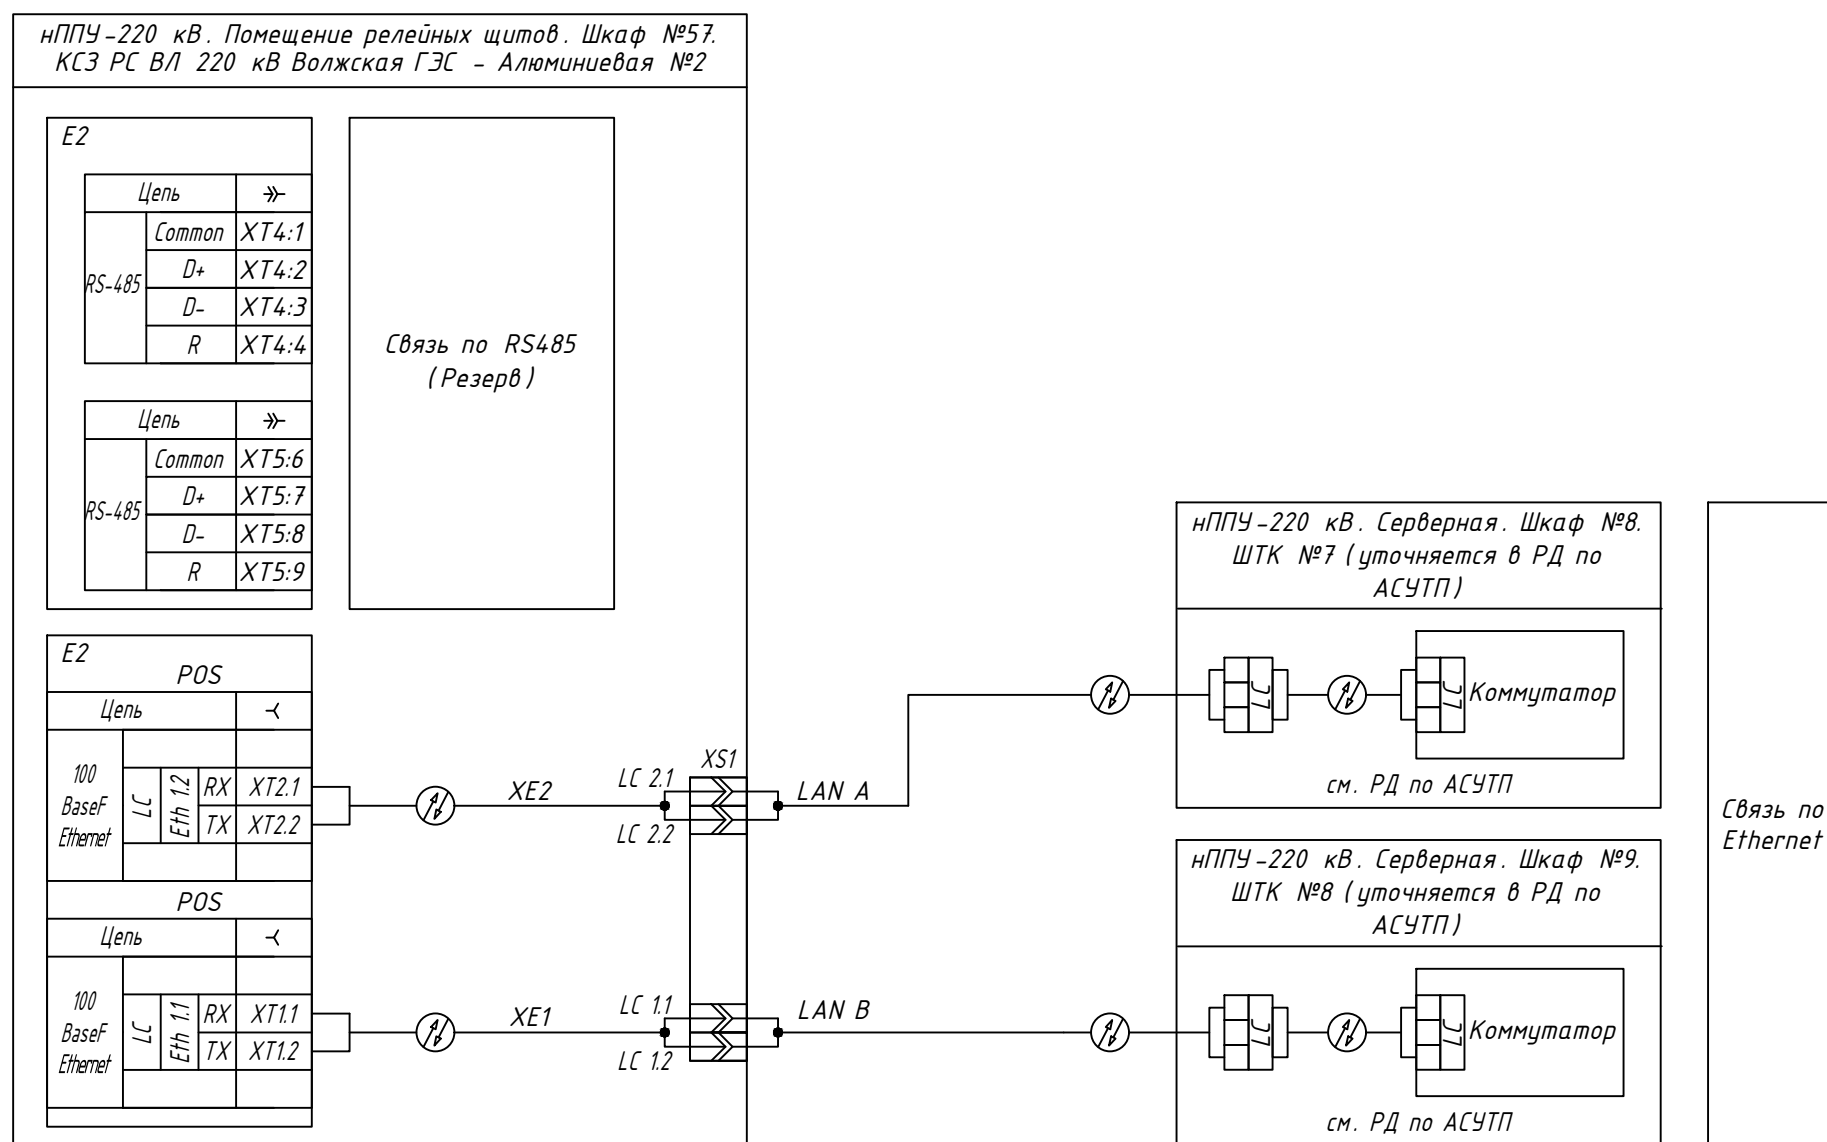 нППУ-220 кВ. Помещение релейных щитов. Шкаф №57.
КСЗ РС ВЛ 220 кВ Волжская ГЭС - Алюминиевая №2
E2
Цепь
RS-485
Common XT4:1
D+ XT4:2
D- XT4:3
R XT4:4
Цепь
RS-485
Common XT5:6
D+ XT5:7
D- XT5:8
R XT5:9
Связь по RS485
(Резерв)
E2
POS
Цепь
100
BaseF
Ethernet
LC
Eth 1.2
RX XT2.1
TX XT2.2
XE2
LC 2.1
LC 2.2
XS1
LAN A
POS
Цепь
100
BaseF
Ethernet
LC
Eth 1.1
RX XT1.1
TX XT1.2
XE1
LC 1.1
LC 1.2
LAN B
нППУ-220 кВ. Серверная. Шкаф №8.
ШТК №7 (уточняется в РД по
АСУТП)
LC
LC
Коммутатор
см. РД по АСУТП
нППУ-220 кВ. Серверная. Шкаф №9.
ШТК №8 (уточняется в РД по
АСУТП)
LC
LC
Коммутатор
см. РД по АСУТП
Связь по
Ethernet